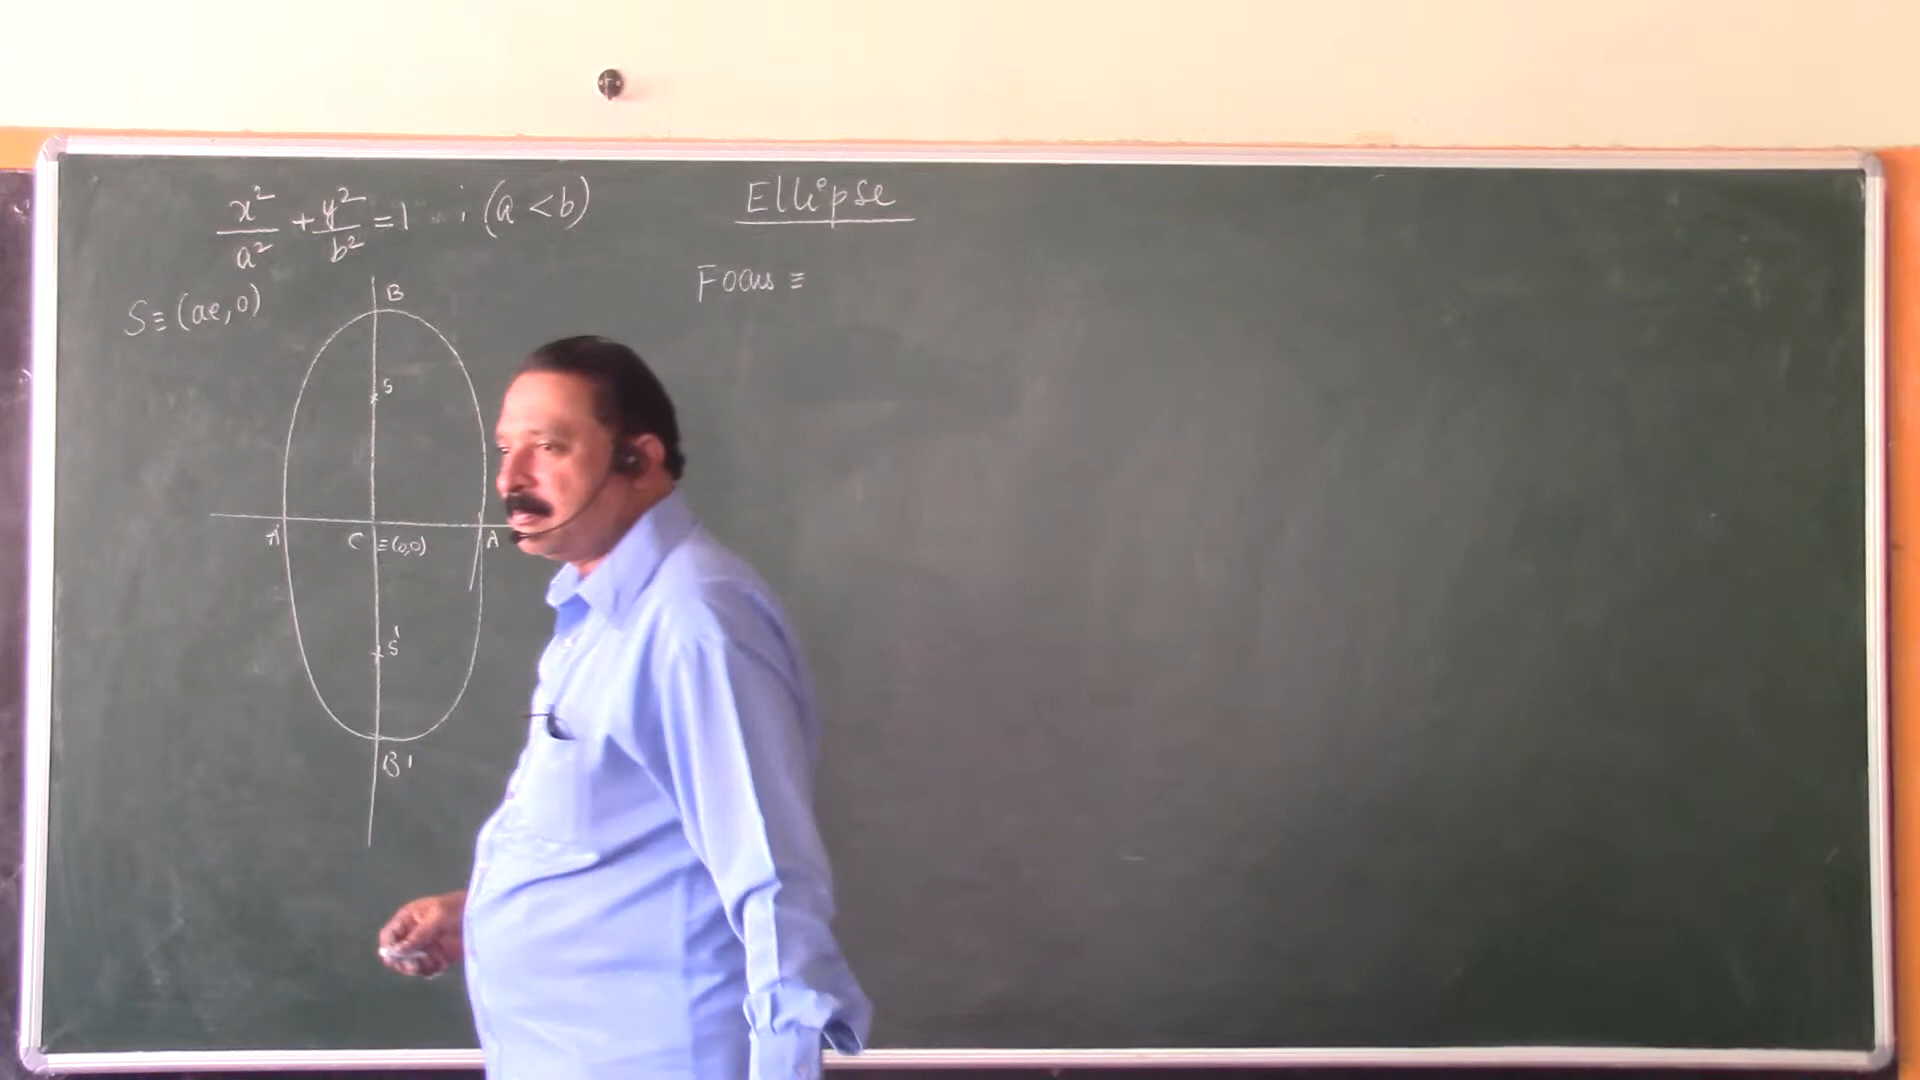 x²/a² + y²/b² = 1 ; (a < b)
Ellipse
S ≡ (ae, 0)
Focus ≡
B
S
A' C ≡ (0,0) A
S'
B'